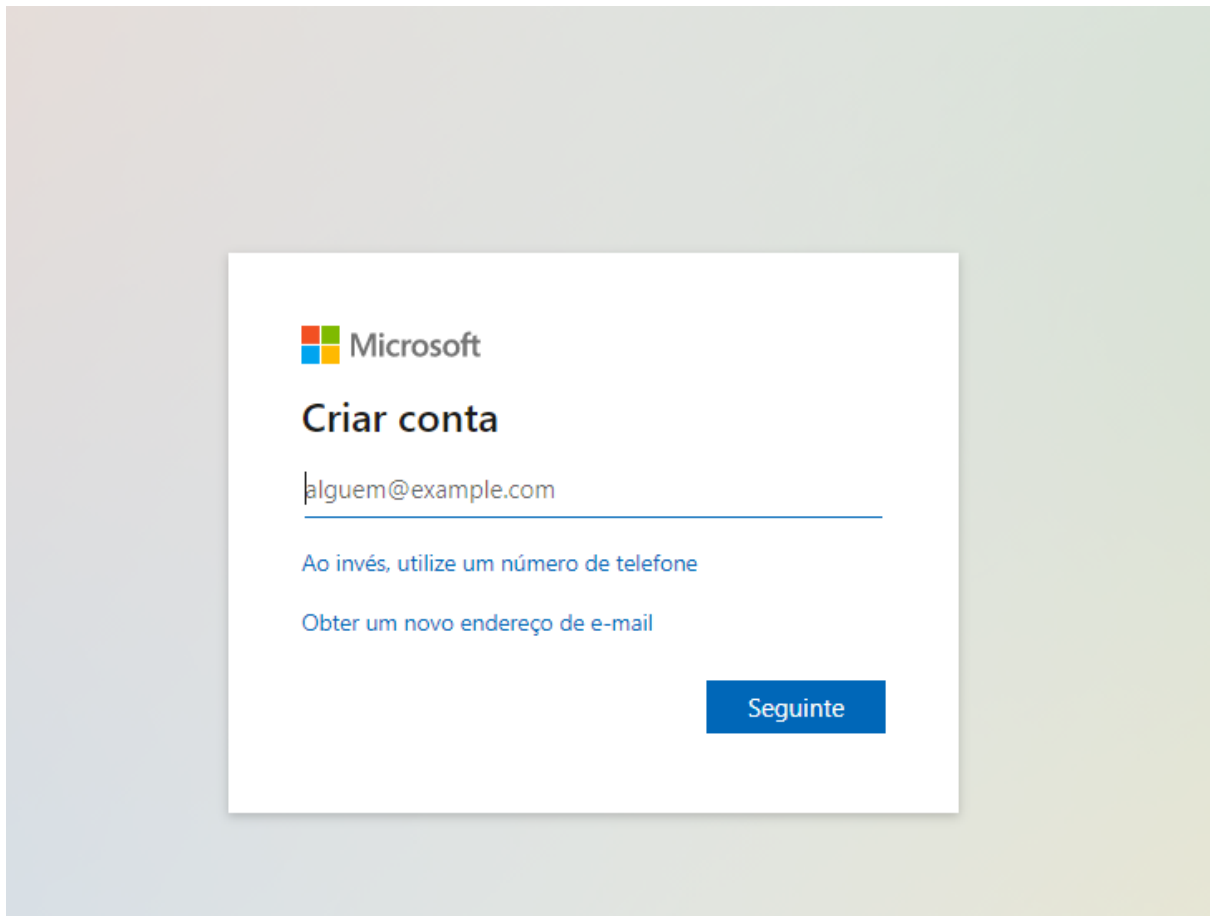 Microsoft
Criar conta
alguem@example.com
Ao invés, utilize um número de telefone
Obter um novo endereço de e-mail
Seguinte